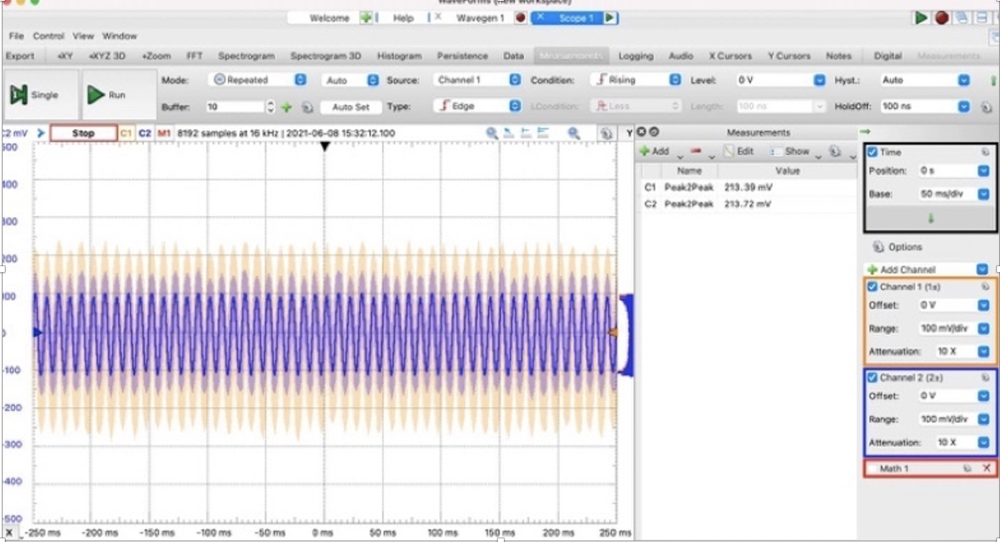 WaveForms (new workspace)
Welcome Help Wavegen 1 Scope 1
File Control View Window
Export +XY +XYZ 3D +Zoom FFT Spectrogram Spectrogram 3D Histogram Persistence Data Measurements Logging Audio X Cursors Y Cursors Notes Digital Measurements
Single Run Mode: Repeated Auto Source: Channel 1 Condition: Rising Level: 0 V Hyst.: Auto
Buffer: 10 Auto Set Type: Edge LCondition: Less Length: 100 ns HoldOff: 100 ns
C2 mV Stop C1 C2 M1 8192 samples at 16 kHz | 2021-06-08 15:32:12.100 Y
Measurements
Add Edit Show
Name Value
C1 Peak2Peak 213.39 mV
C2 Peak2Peak 213.72 mV
500
400
300
200
100
0
-100
-200
-300
-400
-500
X -250 ms -200 ms -150 ms -100 ms -50 ms 0 ms 50 ms 100 ms 150 ms 200 ms 250 ms
Time
Position: 0 s
Base: 50 ms/div
Options
Add Channel
Channel 1 (1±)
Offset: 0 V
Range: 100 mV/div
Attenuation: 10 X
Channel 2 (2±)
Offset: 0 V
Range: 100 mV/div
Attenuation: 10 X
Math 1 X